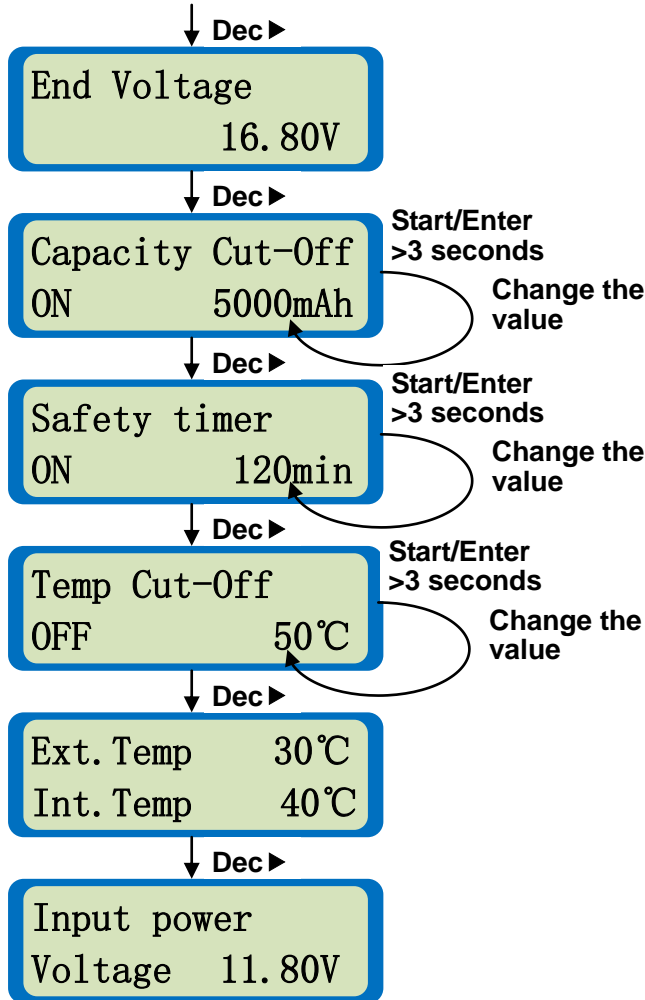 Dec▶
End Voltage
16.80V
Dec▶
Start/Enter
>3 seconds
Capacity Cut-Off
ON 5000mAh
Change the
value
Dec▶
Start/Enter
>3 seconds
Safety timer
ON 120min
Change the
value
Dec▶
Start/Enter
>3 seconds
Temp Cut-Off
OFF 50℃
Change the
value
Dec▶
Ext.Temp 30℃
Int.Temp 40℃
Dec▶
Input power
Voltage 11.80V